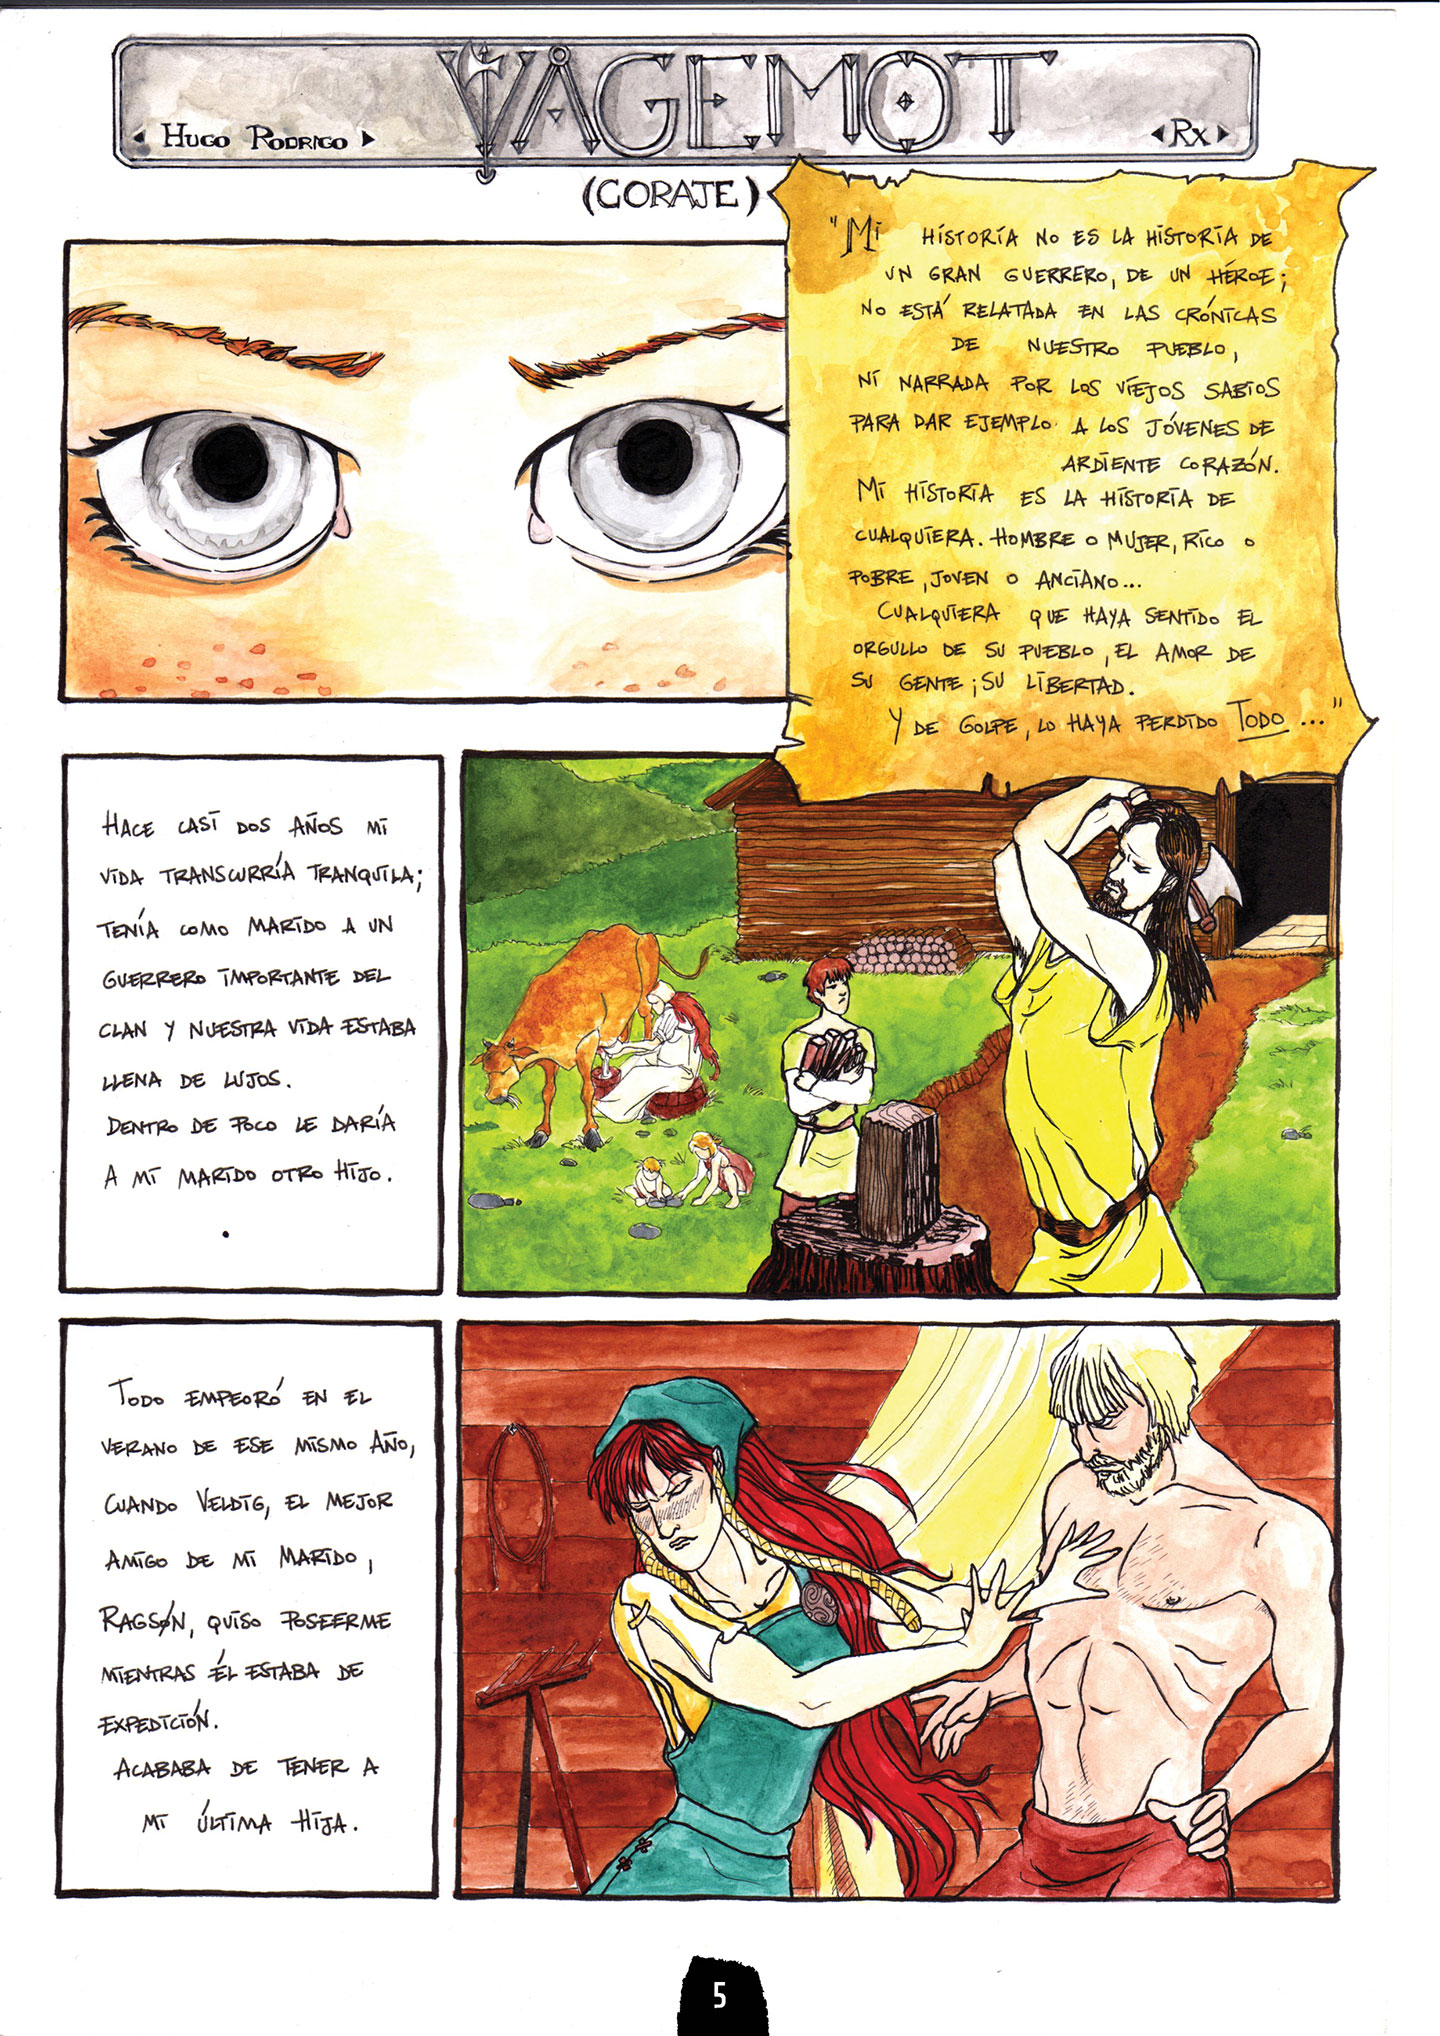 VÅGEMOT
◄ Hugo Rodrigo ►
◄ Rx ►
(CORAJE)
"Mi HISTORIA NO ES LA HISTORIA DE
UN GRAN GUERRERO, DE UN HÉROE;
NO ESTÁ RELATADA EN LAS CRÓNICAS
DE NUESTRO PUEBLO,
NI NARRADA POR LOS VIEJOS SABIOS
PARA DAR EJEMPLO A LOS JÓVENES DE
ARDIENTE CORAZÓN.
MI HISTORIA ES LA HISTORIA DE
CUALQUIERA. HOMBRE O MUJER, RICO O
POBRE, JOVEN O ANCIANO...
CUALQUIERA QUE HAYA SENTIDO EL
ORGULLO DE SU PUEBLO, EL AMOR DE
SU GENTE; SU LIBERTAD.
Y DE GOLPE, LO HAYA PERDIDO TODO..."
HACE CASI DOS AÑOS MI
VIDA TRANSCURRÍA TRANQUILA;
TENÍA COMO MARIDO A UN
GUERRERO IMPORTANTE DEL
CLAN Y NUESTRA VIDA ESTABA
LLENA DE LUJOS.
DENTRO DE POCO LE DARÍA
A MI MARIDO OTRO HIJO.
TODO EMPEORÓ EN EL
VERANO DE ESE MISMO AÑO,
CUANDO VELDIG, EL MEJOR
AMIGO DE MI MARIDO,
RAGSØN, QUISO POSEERME
MIENTRAS ÉL ESTABA DE
EXPEDICIÓN.
ACABABA DE TENER A
MI ÚLTIMA HIJA.
5